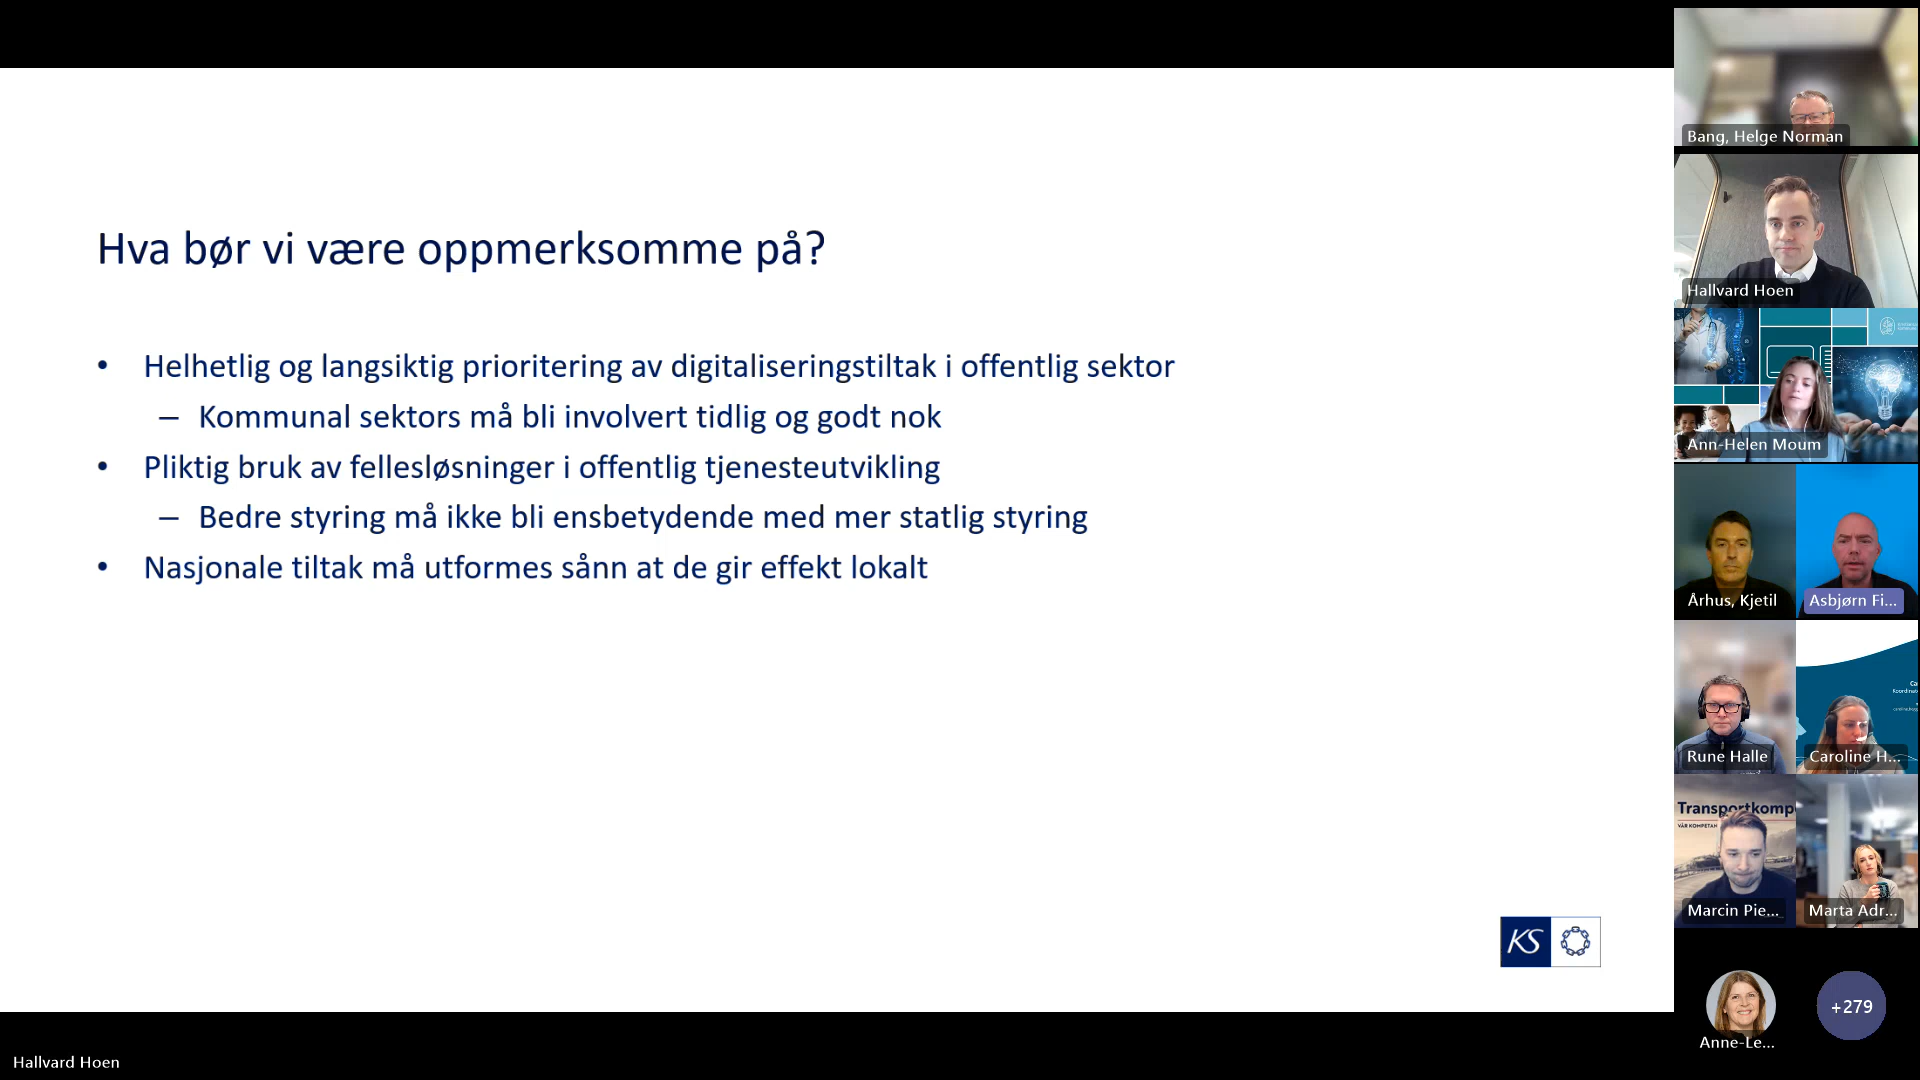 Hva bør vi være oppmerksomme på?
• Helhetlig og langsiktig prioritering av digitaliseringstiltak i offentlig sektor
– Kommunal sektors må bli involvert tidlig og godt nok
• Pliktig bruk av fellesløsninger i offentlig tjenesteutvikling
– Bedre styring må ikke bli ensbetydende med mer statlig styring
• Nasjonale tiltak må utformes sånn at de gir effekt lokalt
KS
Hallvard Hoen
Bang, Helge Norman
Hallvard Hoen
Ann-Helen Moum
Århus, Kjetil
Asbjørn Fi...
Rune Halle
Caroline H...
Transportkomp
VÅR KOMPETAN
Marcin Pie...
Marta Adr...
Anne-Le...
+279